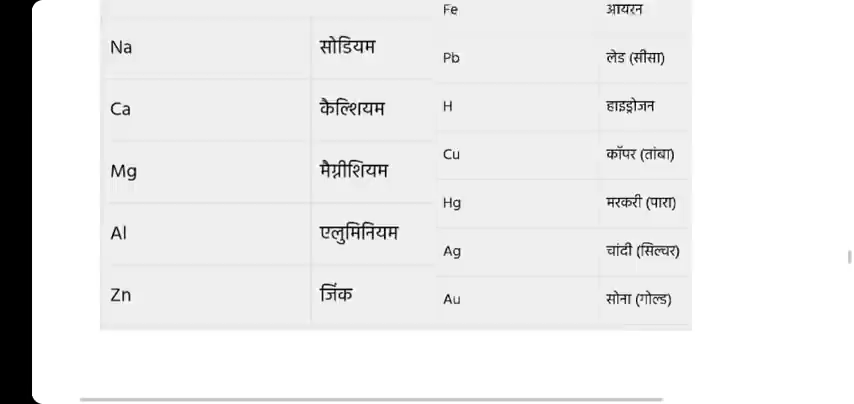 Na सोडियम
Ca कैल्शियम
Mg मैग्नीशियम
Al एलुमिनियम
Zn जिंक
Fe आयरन
Pb लेड (सीसा)
H हाइड्रोजन
Cu कॉपर (तांबा)
Hg मरकरी (पारा)
Ag चांदी (सिल्वर)
Au सोना (गोल्ड)